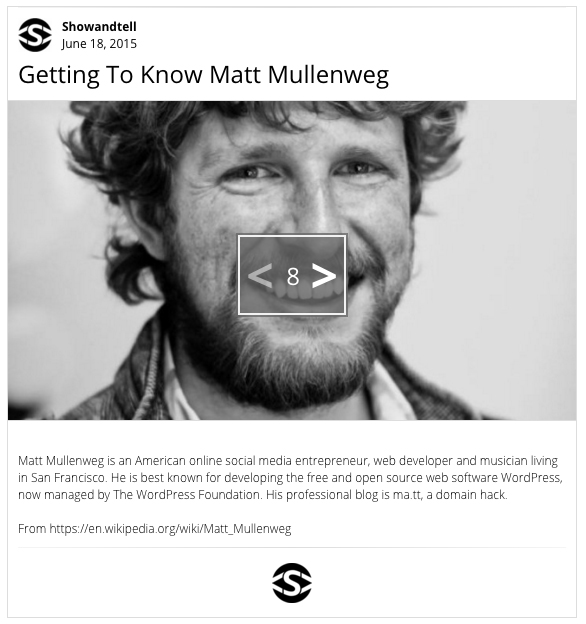 Showandtell
June 18, 2015
Getting To Know Matt Mullenweg
< 8 >
Matt Mullenweg is an American online social media entrepreneur, web developer and musician living
in San Francisco. He is best known for developing the free and open source web software WordPress,
now managed by The WordPress Foundation. His professional blog is ma.tt, a domain hack.
From https://en.wikipedia.org/wiki/Matt_Mullenweg